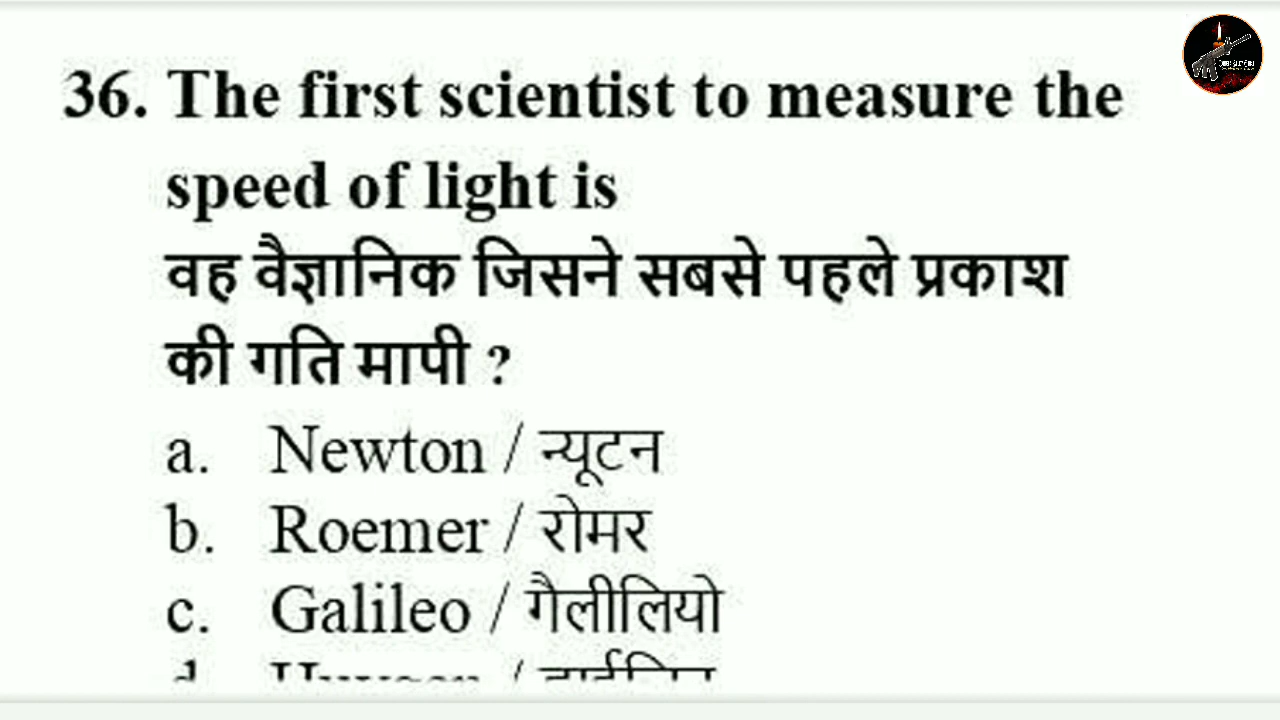 36. The first scientist to measure the
speed of light is
वह वैज्ञानिक जिसने सबसे पहले प्रकाश
की गति मापी ?
a. Newton / न्यूटन
b. Roemer / रोमर
c. Galileo / गैलीलियो